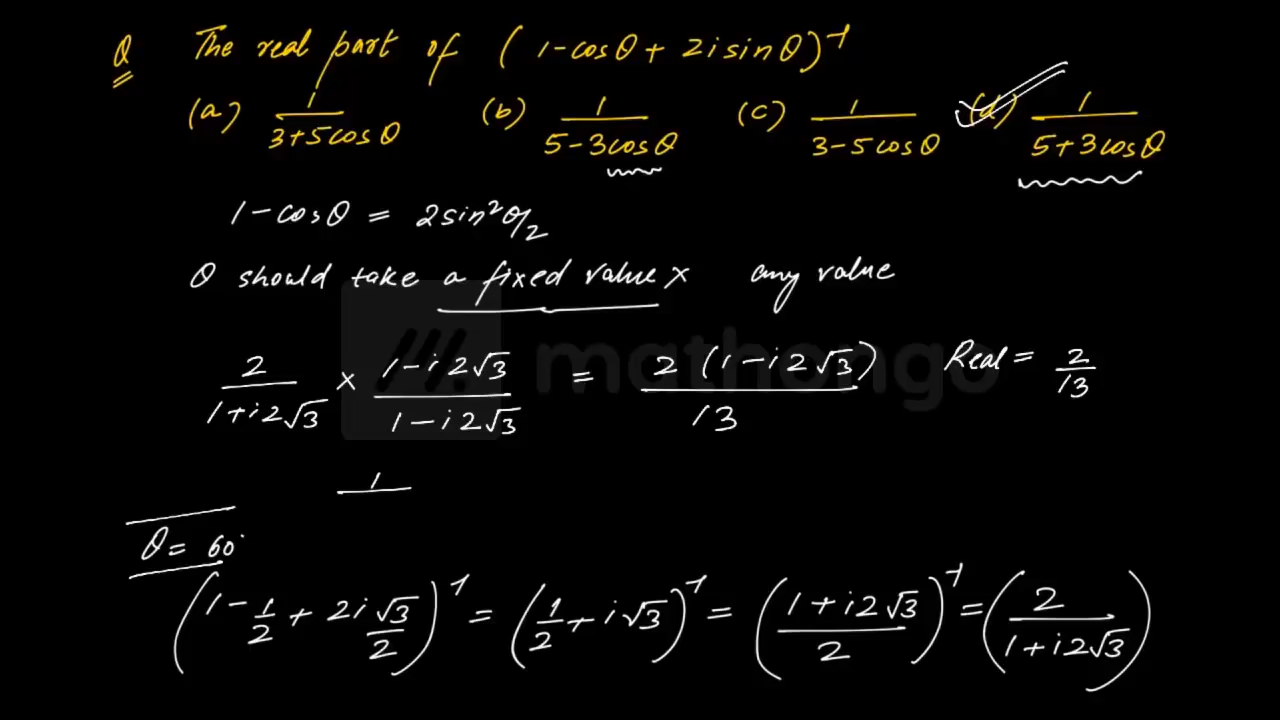 Q The real part of (1-cosθ + 2i sinθ)⁻¹
(a) 1/(3+5cosθ) (b) 1/(5-3cosθ) (c) 1/(3-5cosθ) (d) 1/(5+3cosθ)
1-cosθ = 2sin²θ/2
θ should take a fixed value × any value
mathongo
2/(1+i2√3) × (1-i2√3)/(1-i2√3) = 2(1-i2√3)/13 Real = 2/13
1
θ = 60°
(1-1/2 + 2i √3/2)⁻¹ = (1/2 + i√3)⁻¹ = ((1+i2√3)/2)⁻¹ = (2/(1+i2√3))